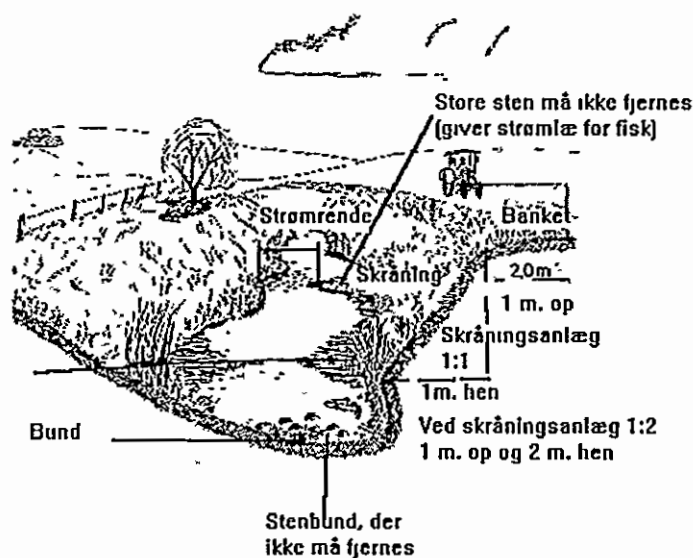 Store sten må ikke fjernes
(giver strømlæ for fisk)
Strømrende
Banket
Skråning
2,0 m
1 m. op
Skråningsanlæg
1:1
1m. hen
Bund
Ved skråningsanlæg 1:2
1 m. op og 2 m. hen
Stenbund, der
ikke må fjernes